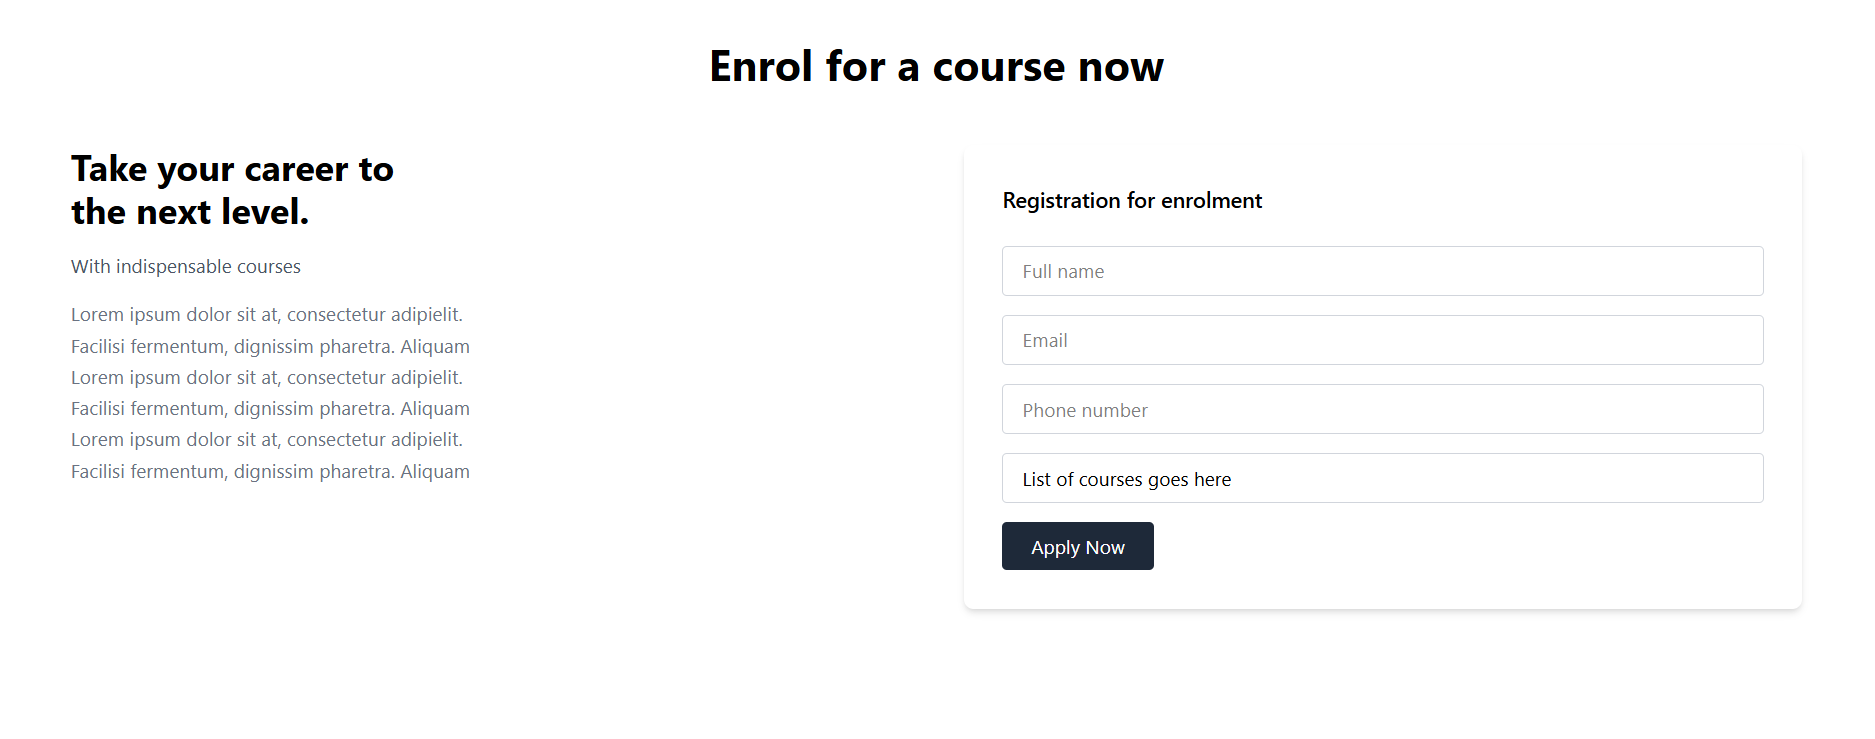 Enrol for a course now
Take your career to
the next level.
With indispensable courses
Lorem ipsum dolor sit at, consectetur adipielit.
Facilisi fermentum, dignissim pharetra. Aliquam
Lorem ipsum dolor sit at, consectetur adipielit.
Facilisi fermentum, dignissim pharetra. Aliquam
Lorem ipsum dolor sit at, consectetur adipielit.
Facilisi fermentum, dignissim pharetra. Aliquam
Registration for enrolment
Full name
Email
Phone number
List of courses goes here
Apply Now